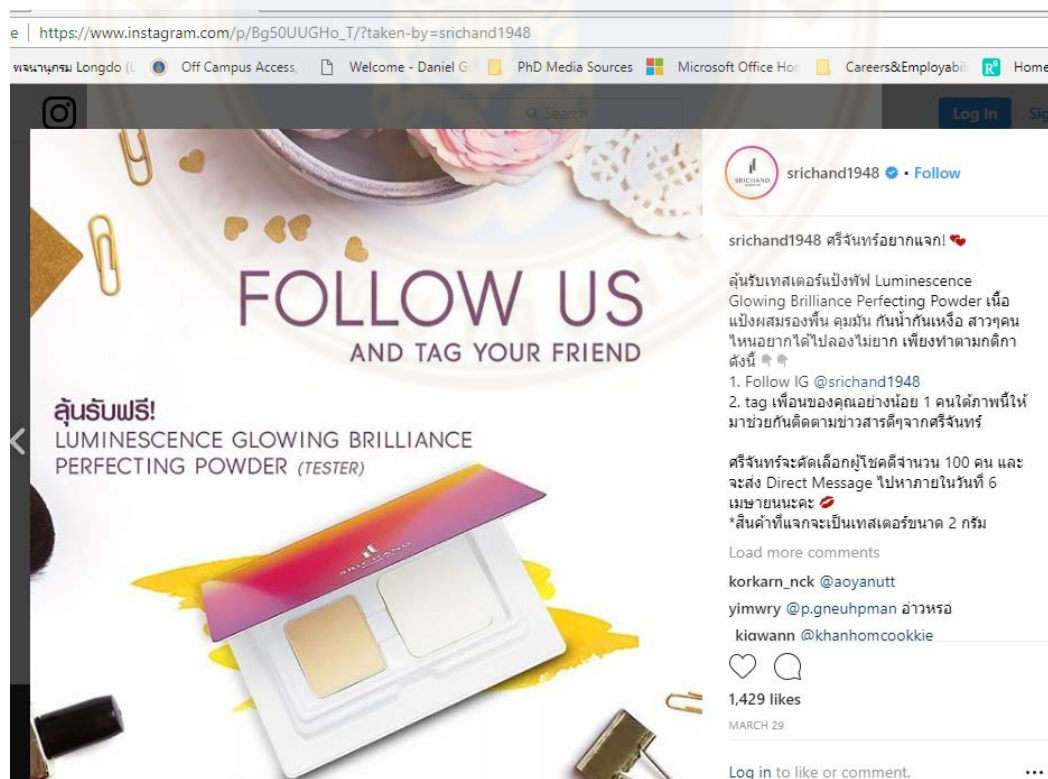 e | https://www.instagram.com/p/Bg50UUGHo_T/?taken-by=srichand1948
พจนานุกรม Longdo (L
Off Campus Access,
Welcome - Daniel G
PhD Media Sources
Microsoft Office Ho
Careers&Employabil
R⁶ Home
Search
Log In
Sig
FOLLOW US
AND TAG YOUR FRIEND
ลุ้นรับฟรี!
LUMINESCENCE GLOWING BRILLIANCE
PERFECTING POWDER (TESTER)
SRICHAND
SRICHAND
srichand1948 • Follow
srichand1948 ศรีจันทร์อยากแจก! 💕
ลุ้นรับเทสเตอร์แป้งพัฟ Luminescence
Glowing Brilliance Perfecting Powder เนื้อ
แป้งผสมรองพื้น คุมมัน กันน้ำกันเหงื่อ สาวๆคน
ไหนอยากได้ไปลองไม่ยาก เพียงทำตามกติกา
ดังนี้ 👇👇
1. Follow IG @srichand1948
2. tag เพื่อนของคุณอย่างน้อย 1 คนใต้ภาพนี้ให้
มาช่วยกันติดตามข่าวสารดีๆจากศรีจันทร์
ศรีจันทร์จะคัดเลือกผู้โชคดีจำนวน 100 คน และ
จะส่ง Direct Message ไปหาภายในวันที่ 6
เมษายนนะคะ 💋
*สินค้าที่แจกจะเป็นเทสเตอร์ขนาด 2 กรัม
Load more comments
korkarn_nck @aoyanutt
yimwry @p.gneuhpman อ่าวหรอ
_kigwann @khanhomcookkie
1,429 likes
MARCH 29
Log in to like or comment.